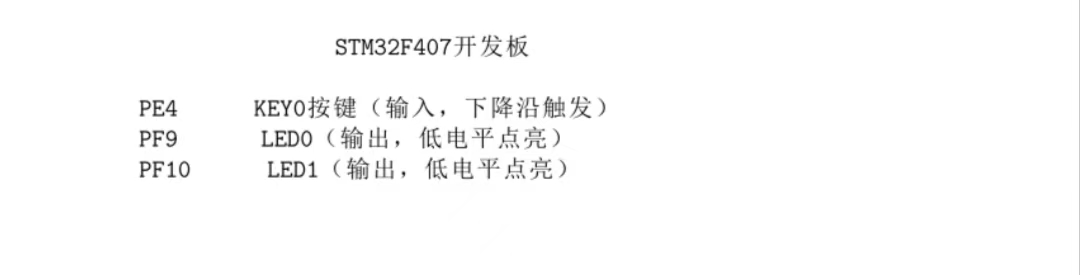 STM32F407开发板
PE4 KEY0按键（输入，下降沿触发）
PF9 LED0（输出，低电平点亮）
PF10 LED1（输出，低电平点亮）